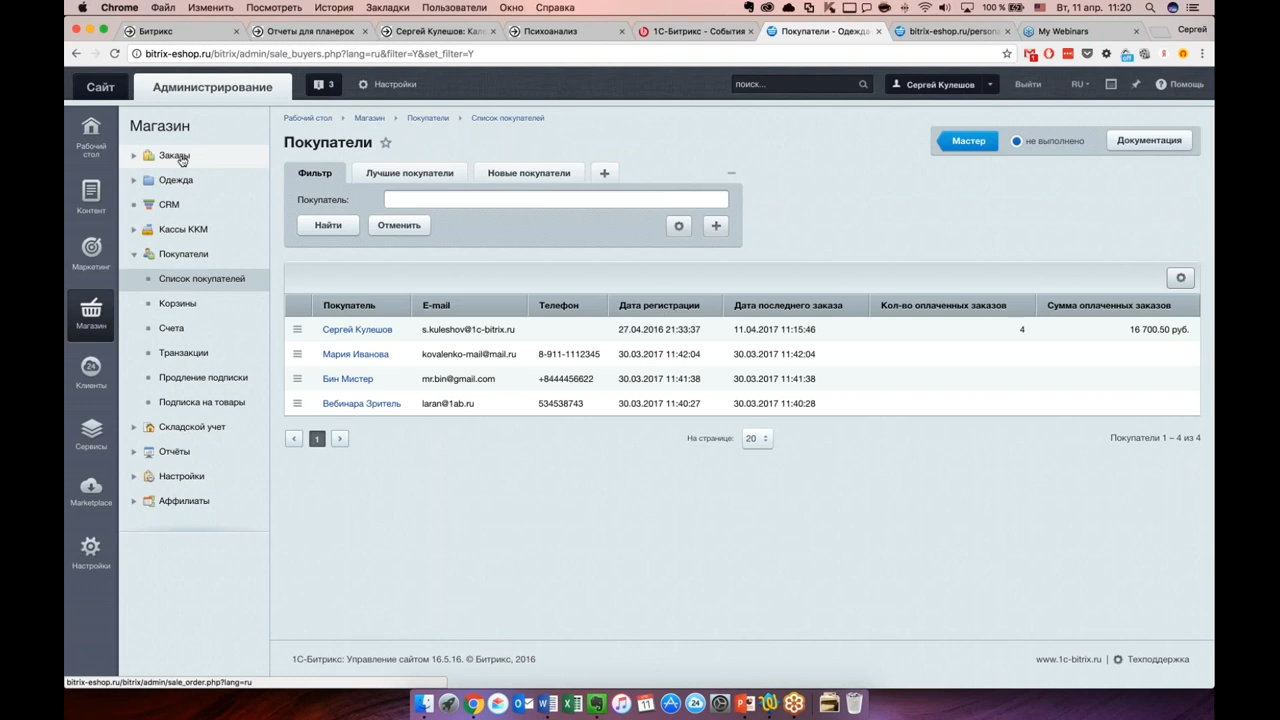 Chrome Файл Изменить Посмотреть История Закладки Пользователи Окно Справка 100 % Вт, 11 апр. 11:20
Битрикс Отчеты для планерок Сергей Кулешов: Кале Психоанализ 1С-Битрикс - События Покупатели - Одежда bitrix-eshop.ru/persona My Webinars Сергей
bitrix-eshop.ru/bitrix/admin/sale_buyers.php?lang=ru&filter=Y&set_filter=Y
Сайт Администрирование 3 Настройки поиск... Сергей Кулешов Выйти RU Помощь
Рабочий стол
Контент
Маркетинг
Магазин
24
Клиенты
Сервисы
Marketplace
Настройки
Магазин
Заказы
Одежда
CRM
Кассы ККМ
Покупатели
Список покупателей
Корзины
Счета
Транзакции
Продление подписки
Подписка на товары
Складской учет
Отчёты
Настройки
Аффилиаты
Рабочий стол Магазин Покупатели Список покупателей
Покупатели
Мастер не выполнено Документация
Фильтр Лучшие покупатели Новые покупатели
Покупатель:
Найти Отменить
Покупатель E-mail Телефон Дата регистрации Дата последнего заказа Кол-во оплаченных заказов Сумма оплаченных заказов
Сергей Кулешов s.kuleshov@1c-bitrix.ru 27.04.2016 21:33:37 11.04.2017 11:15:46 4 16 700.50 руб.
Мария Иванова kovalenko-mail@mail.ru 8-911-1112345 30.03.2017 11:42:04 30.03.2017 11:42:04
Бин Мистер mr.bin@gmail.com +8444456622 30.03.2017 11:41:38 30.03.2017 11:41:38
Вебинара Зритель laran@1ab.ru 534538743 30.03.2017 11:40:27 30.03.2017 11:40:28
1 На странице: 20 Покупатели 1 – 4 из 4
1С-Битрикс: Управление сайтом 16.5.16. © Битрикс, 2016 www.1c-bitrix.ru Техподдержка
bitrix-eshop.ru/bitrix/admin/sale_order.php?lang=ru